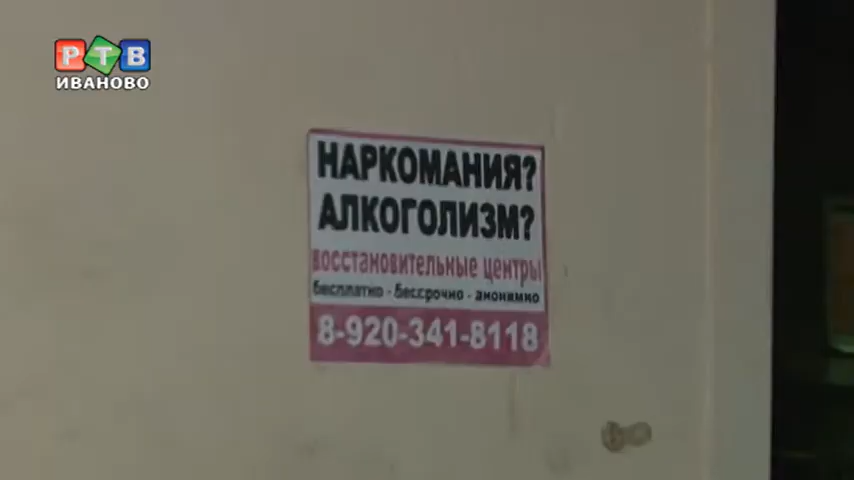 РТВ
ИВАНОВО
НАРКОМАНИЯ?
АЛКОГОЛИЗМ?
восстановительные центры
бесплатно - бессрочно - анонимно
8-920-341-8118